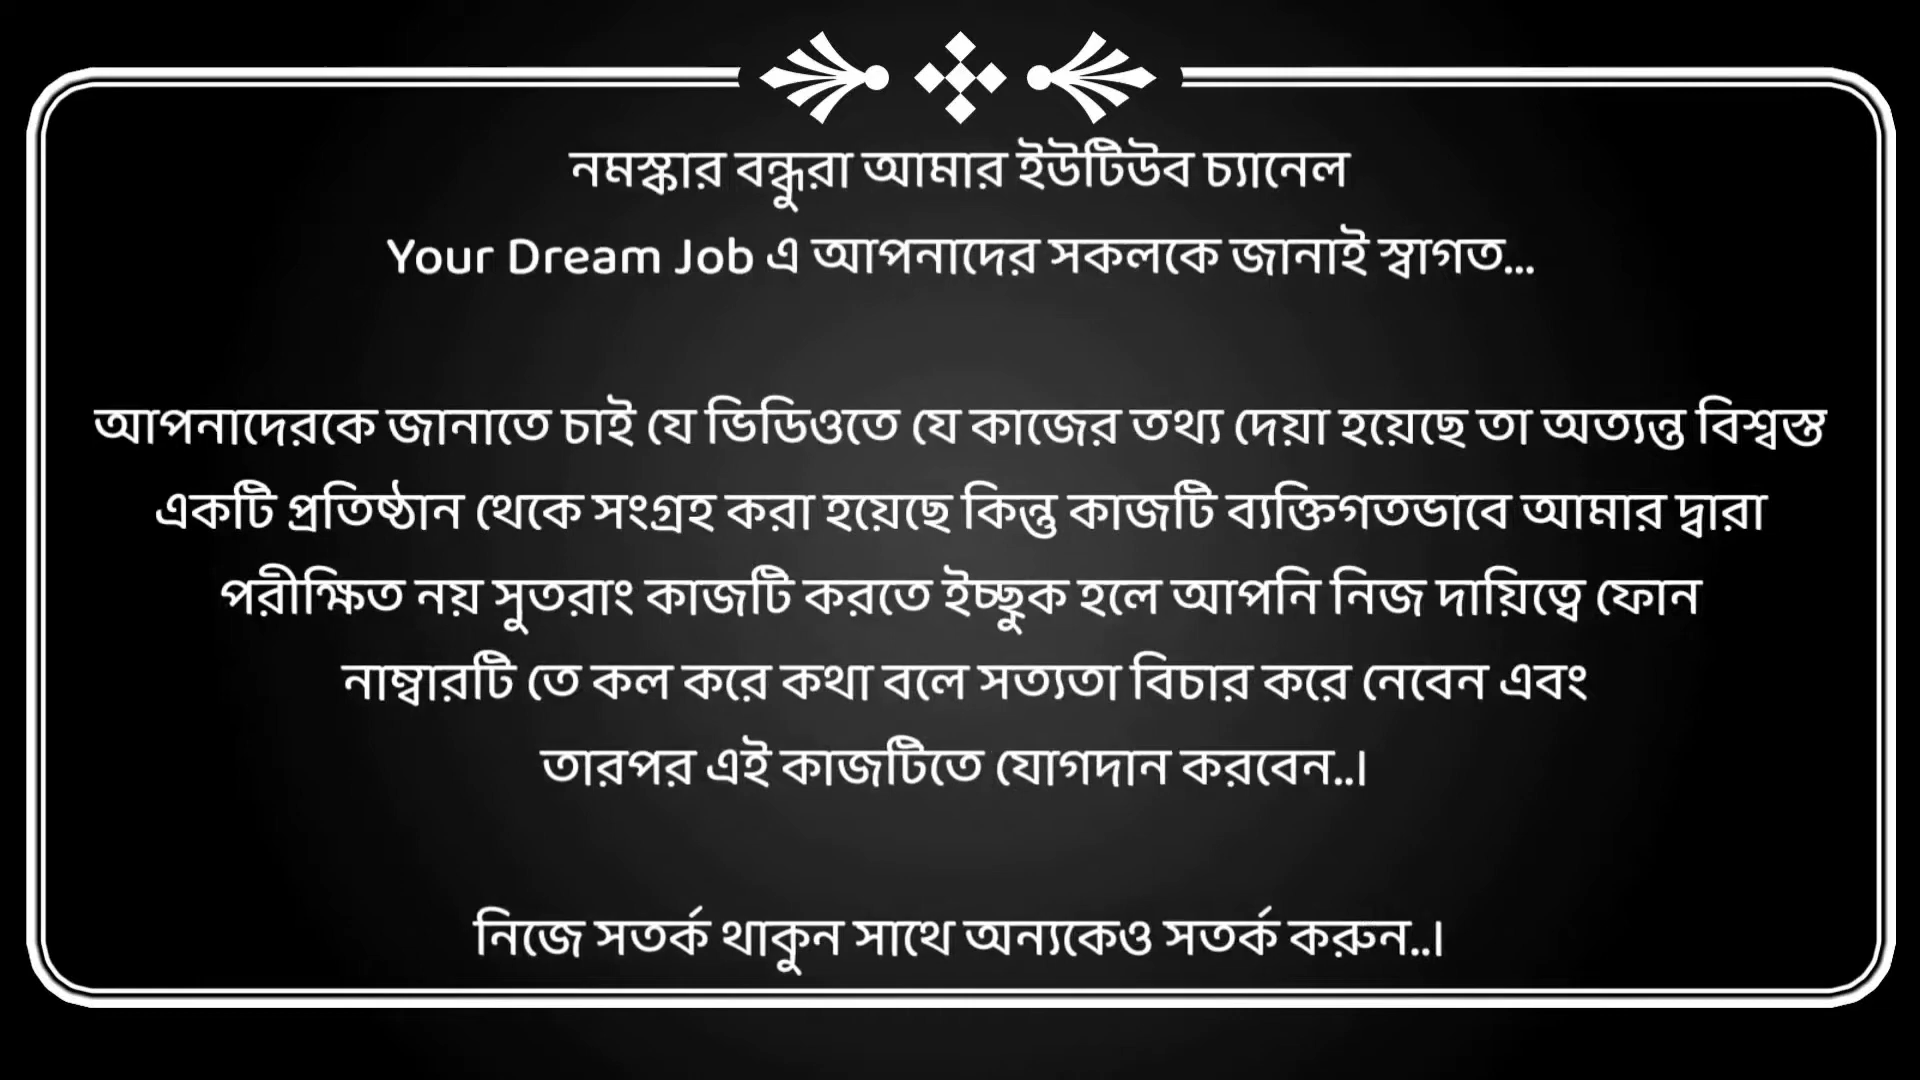 নমস্কার বন্ধুরা আমার ইউটিউব চ্যানেল
Your Dream Job এ আপনাদের সকলকে জানাই স্বাগত...
আপনাদেরকে জানাতে চাই যে ভিডিওতে যে কাজের তথ্য দেয়া হয়েছে তা অত্যন্ত বিশ্বস্ত
একটি প্রতিষ্ঠান থেকে সংগ্রহ করা হয়েছে কিন্তু কাজটি ব্যক্তিগতভাবে আমার দ্বারা
পরীক্ষিত নয় সুতরাং কাজটি করতে ইচ্ছুক হলে আপনি নিজ দায়িত্বে ফোন
নাম্বারটি তে কল করে কথা বলে সত্যতা বিচার করে নেবেন এবং
তারপর এই কাজটিতে যোগদান করবেন..।
নিজে সতর্ক থাকুন সাথে অন্যকেও সতর্ক করুন..।